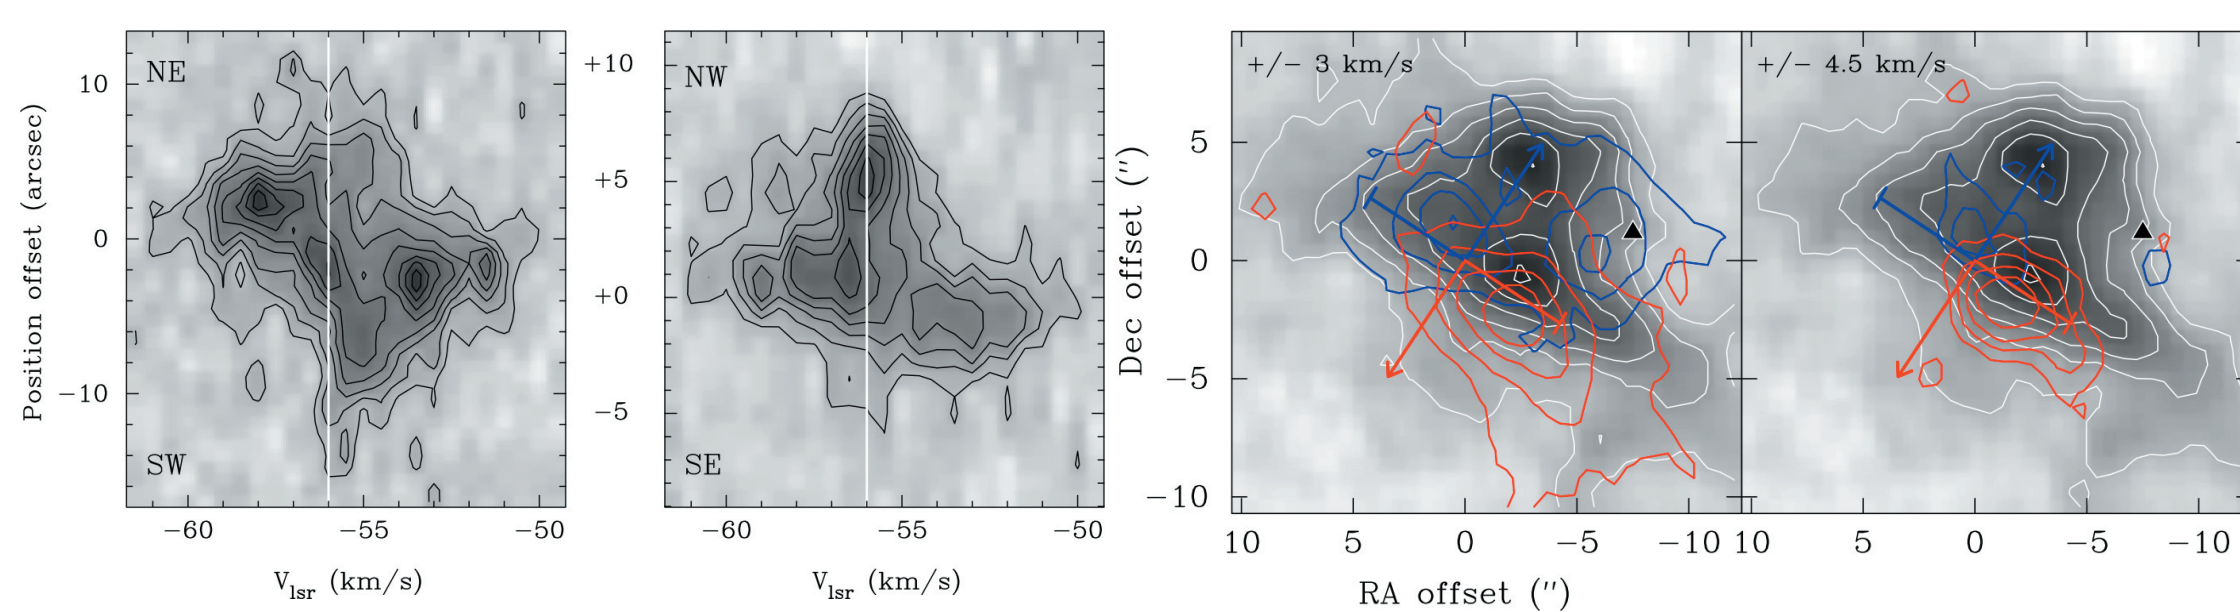 NE
SW
10
0
−10
Position offset (arcsec)
−60 −55 −50
V_lsr (km/s)
NW
SE
+10
+5
+0
−5
−60 −55 −50
V_lsr (km/s)
+/− 3 km/s
+/− 4.5 km/s
5
0
−5
−10
Dec offset (″)
10 5 0 −5 −10
10 5 0 −5 −10
RA offset (″)